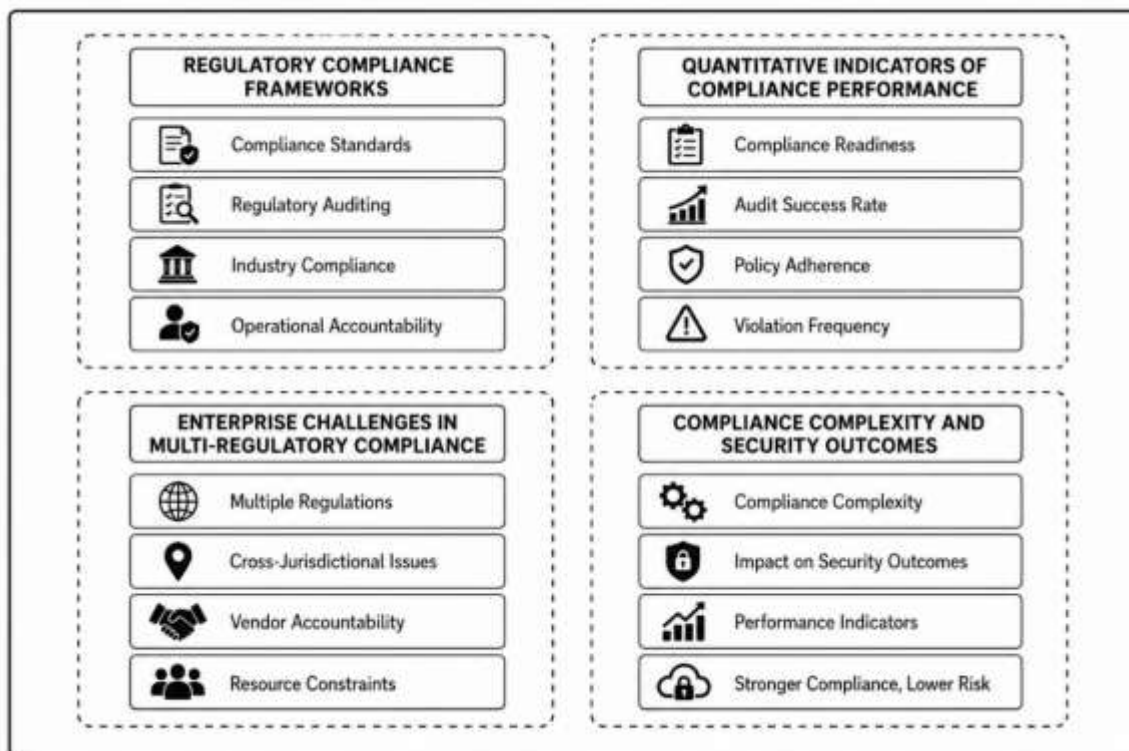 REGULATORY COMPLIANCE
FRAMEWORKS
Compliance Standards
Regulatory Auditing
Industry Compliance
Operational Accountability
QUANTITATIVE INDICATORS OF
COMPLIANCE PERFORMANCE
Compliance Readiness
Audit Success Rate
Policy Adherence
Violation Frequency
ENTERPRISE CHALLENGES IN
MULTI-REGULATORY COMPLIANCE
Multiple Regulations
Cross-Jurisdictional Issues
Vendor Accountability
Resource Constraints
COMPLIANCE COMPLEXITY AND
SECURITY OUTCOMES
Compliance Complexity
Impact on Security Outcomes
Performance Indicators
Stronger Compliance, Lower Risk